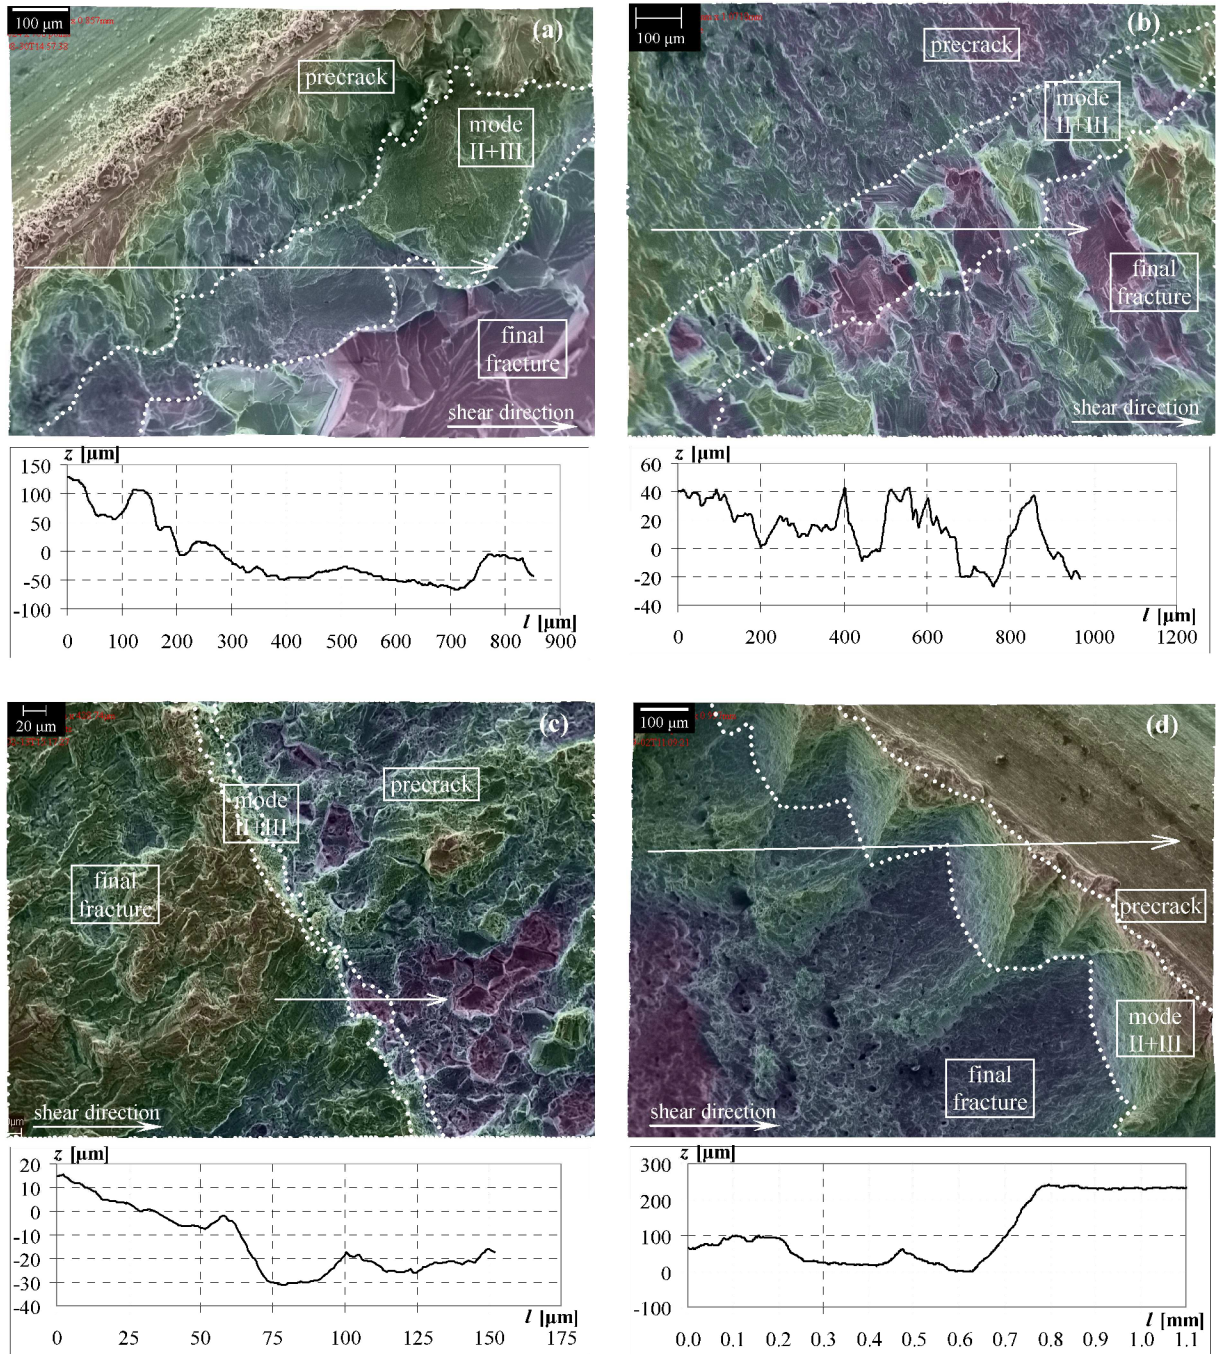 100 µm
(a)
precrack
mode
II+III
final
fracture
shear direction
z [µm]
150
100
50
0
-50
-100
0 100 200 300 400 500 600 700 800 900
l [µm]
100 µm
(b)
precrack
mode
II+III
final
fracture
shear direction
z [µm]
60
40
20
0
-20
-40
0 200 400 600 800 1000 1200
l [µm]
20 µm
(c)
precrack
mode
II+III
final
fracture
shear direction
z [µm]
20
10
0
-10
-20
-30
-40
0 25 50 75 100 125 150 175
l [µm]
100 µm
(d)
precrack
mode
II+III
final
fracture
shear direction
z [µm]
300
200
100
0
-100
0.0 0.1 0.2 0.3 0.4 0.5 0.6 0.7 0.8 0.9 1.0 1.1
l [mm]